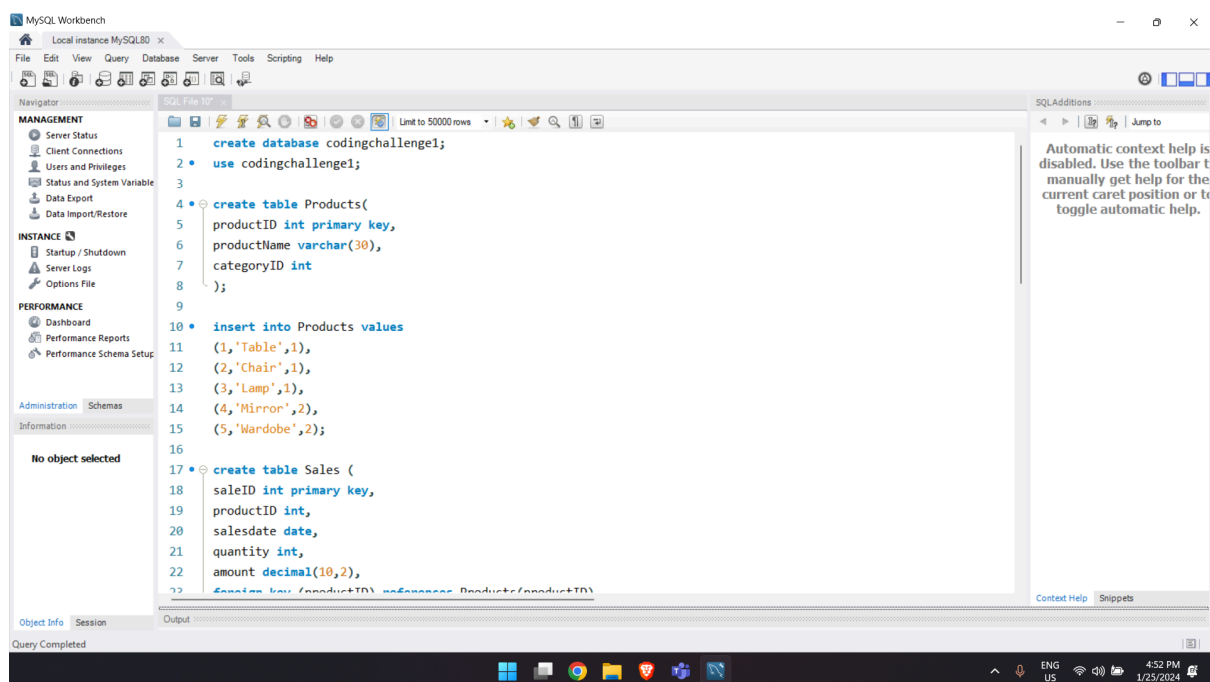 MySQL Workbench
Local instance MySQL80 ×
File Edit View Query Database Server Tools Scripting Help
Navigator
SQL File 10* ×
SQLAdditions
MANAGEMENT
Server Status
Client Connections
Users and Privileges
Status and System Variable
Data Export
Data Import/Restore
INSTANCE
Startup / Shutdown
Server Logs
Options File
PERFORMANCE
Dashboard
Performance Reports
Performance Schema Setup
Administration Schemas
Information
No object selected
Object Info Session
Query Completed
Limit to 50000 rows
1 create database codingchallenge1;
2 use codingchallenge1;
3
4 create table Products(
5 productID int primary key,
6 productName varchar(30),
7 categoryID int
8 );
9
10 insert into Products values
11 (1,'Table',1),
12 (2,'Chair',1),
13 (3,'Lamp',1),
14 (4,'Mirror',2),
15 (5,'Wardobe',2);
16
17 create table Sales (
18 saleID int primary key,
19 productID int,
20 salesdate date,
21 quantity int,
22 amount decimal(10,2),
23 foreign key (productID) references Products(productID)
Output
Jump to
Automatic context help is
disabled. Use the toolbar t
manually get help for the
current caret position or to
toggle automatic help.
Context Help Snippets
ENG
US
4:52 PM
1/25/2024